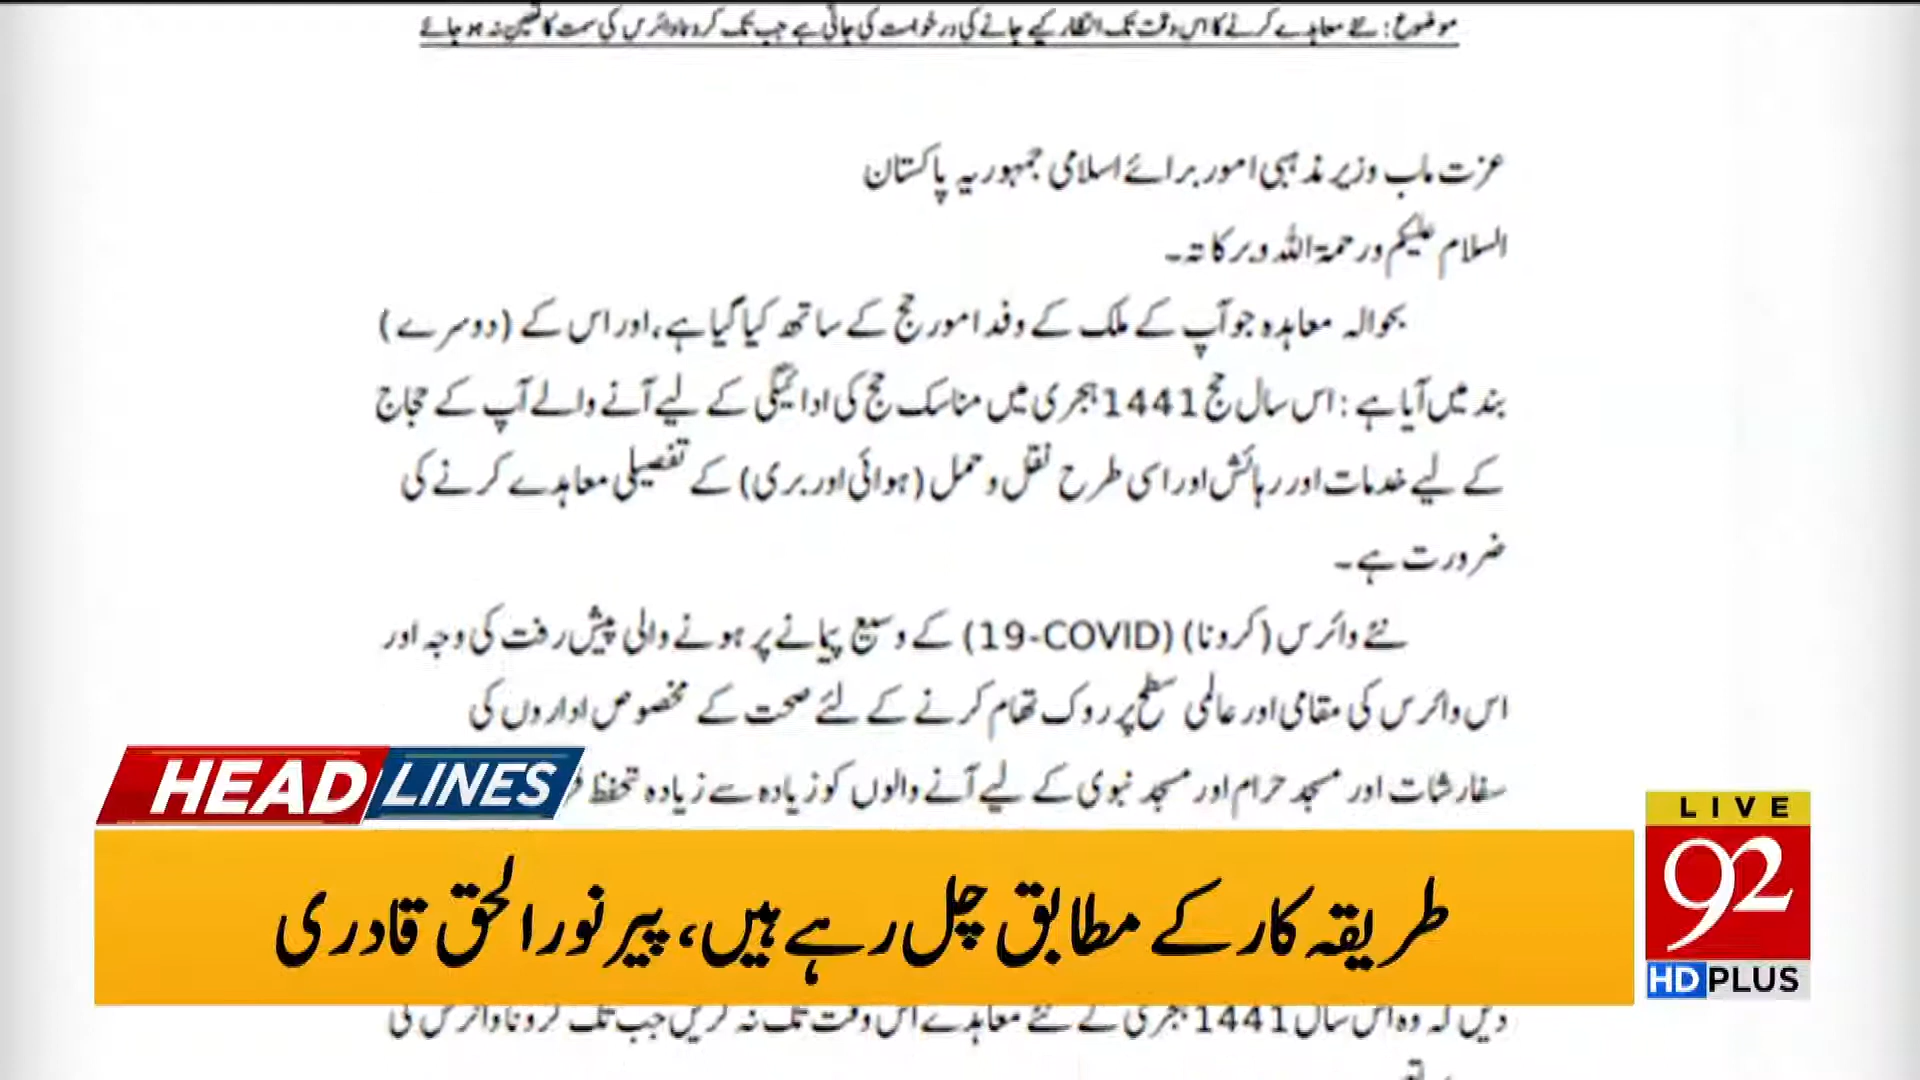 موضوع: نئے معاہدے کرنے کا اس وقت تک انتظار کیے جانے کی درخواست کی جاتی ہے جب تک کرونا وائرس کی سمت کا تعین نہ ہو جائے
عزت ماب وزیر مذہبی امور برائے اسلامی جمہوریہ پاکستان
السلام علیکم ورحمۃ اللہ وبرکاتہ۔
بحوالہ معاہدہ جو آپ کے ملک کے وفد امور حج کے ساتھ کیا گیا ہے، اور اس کے (دوسرے)
بند میں آیا ہے: اس سال حج 1441 ہجری میں مناسک حج کی ادائیگی کے لیے آنے والے آپ کے حجاج
کے لیے خدمات اور رہائش اور اسی طرح نقل و حمل (ہوائی اور بری) کے تفصیلی معاہدے کرنے کی
ضرورت ہے۔
نئے وائرس (کرونا) (COVID-19) کے وسیع پیمانے پر ہونے والی پیش رفت کی وجہ اور
اس وائرس کی مقامی اور عالمی سطح پر روک تھام کرنے کے لئے صحت کے مخصوص اداروں کی
سفارشات اور مسجد حرام اور مسجد نبوی کے لیے آنے والوں کو زیادہ سے زیادہ تحفظ
HEADLINES
طریقہ کار کے مطابق چل رہے ہیں، پیر نور الحق قادری
LIVE
92
HD PLUS
دیں کہ وہ اس سال 1441 ہجری کے نئے معاہدے اس وقت تک نہ کریں جب تک کرونا وائرس کی